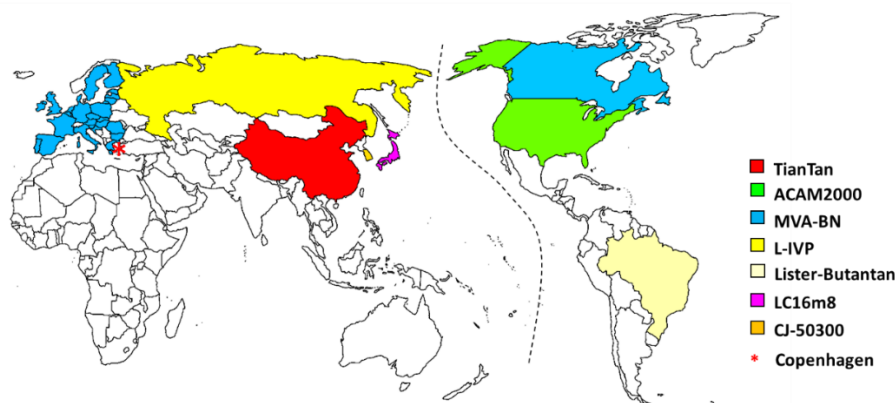 TianTan
ACAM2000
MVA-BN
L-IVP
Lister-Butantan
LC16m8
CJ-50300
* Copenhagen